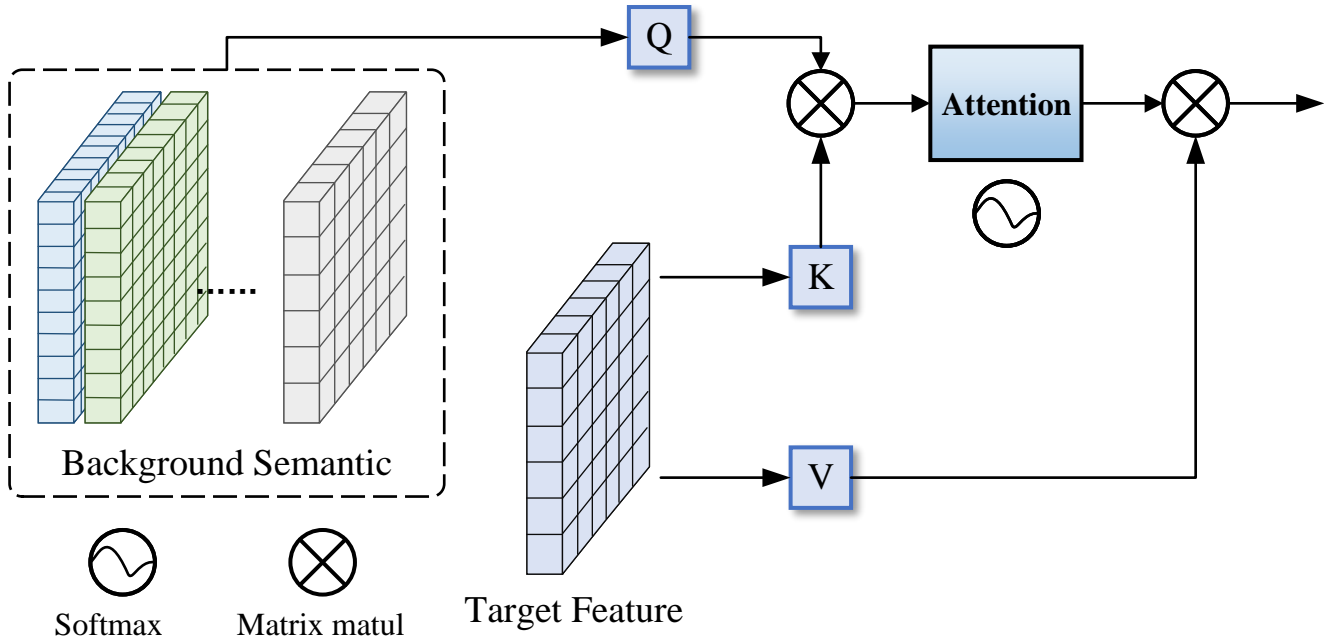 Q
Attention
K
Background Semantic
V
Target Feature
Softmax
Matrix matul